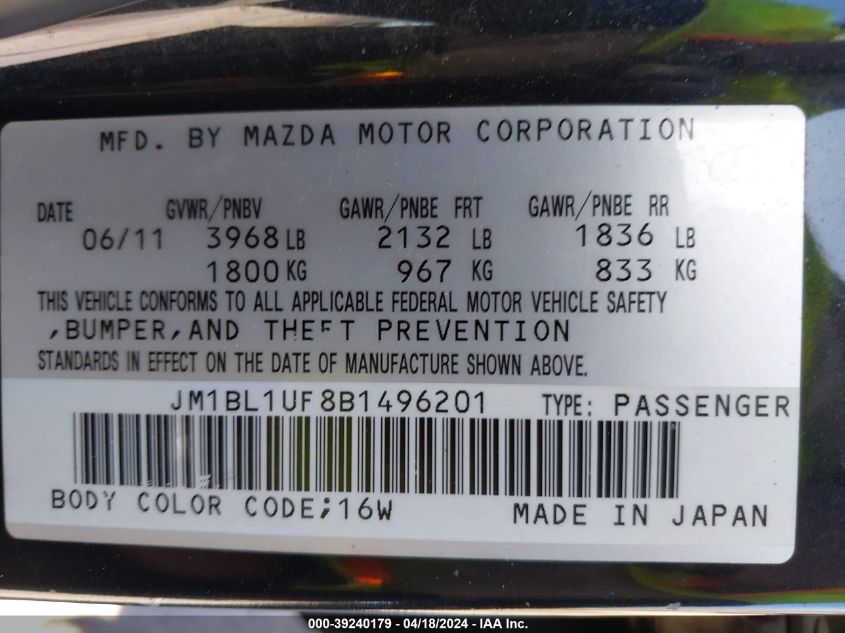 MFD. BY MAZDA MOTOR CORPORATION
DATE GVWR/PNBV GAWR/PNBE FRT GAWR/PNBE RR
06/11 3968 LB 2132 LB 1836 LB
1800 KG 967 KG 833 KG
THIS VEHICLE CONFORMS TO ALL APPLICABLE FEDERAL MOTOR VEHICLE SAFETY
,BUMPER,AND THEFT PREVENTION
STANDARDS IN EFFECT ON THE DATE OF MANUFACTURE SHOWN ABOVE.
JM1BL1UF8B1496201 TYPE: PASSENGER
BODY COLOR CODE;16W MADE IN JAPAN
000-39240179 - 04/18/2024 - IAA Inc.